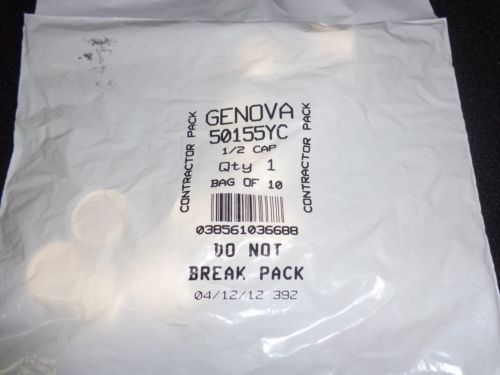 GENOVA
50155YC
1/2 CAP
Qty 1
BAG OF 10
CONTRACTOR PACK
CONTRACTOR PACK
038561036688
DO NOT
BREAK PACK
04/12/12 392